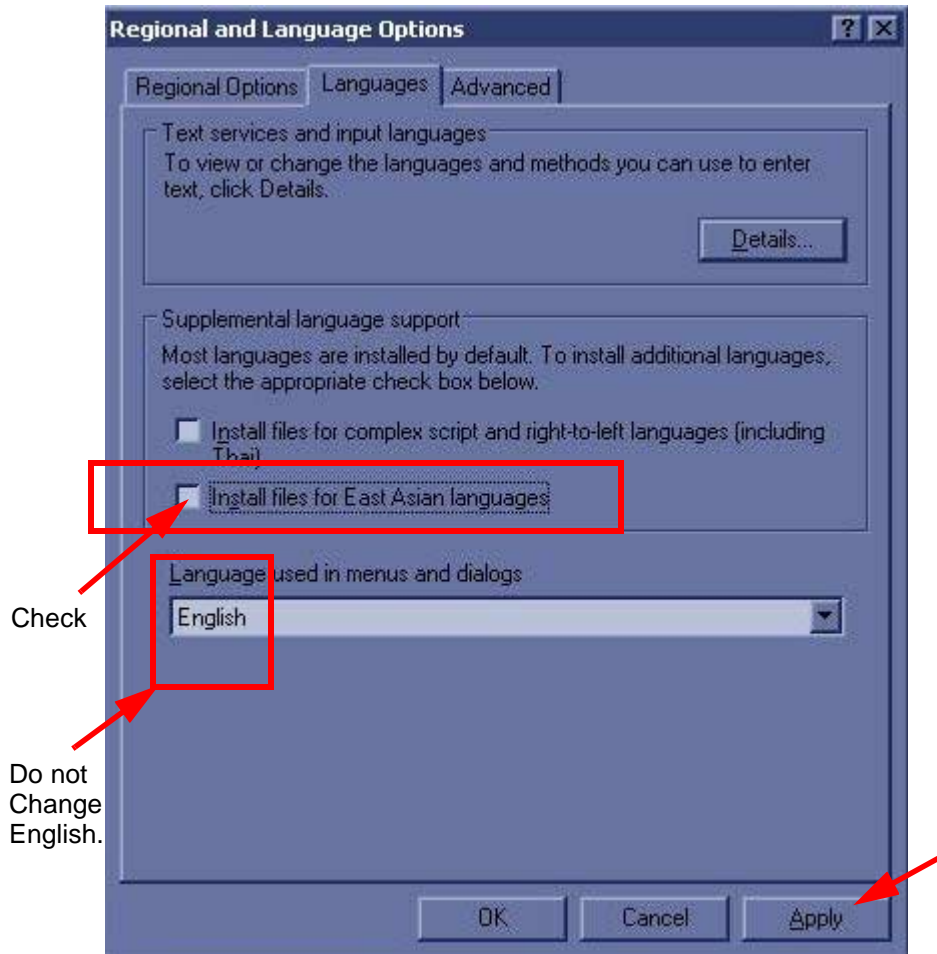 Regional and Language Options
Regional Options Languages Advanced
Text services and input languages
To view or change the languages and methods you can use to enter
text, click Details.
Details...
Supplemental language support
Most languages are installed by default. To install additional languages,
select the appropriate check box below.
Install files for complex script and right-to-left languages (including
Thai)
Install files for East Asian languages
Language used in menus and dialogs
English
Check
Do not
Change
English.
OK Cancel Apply